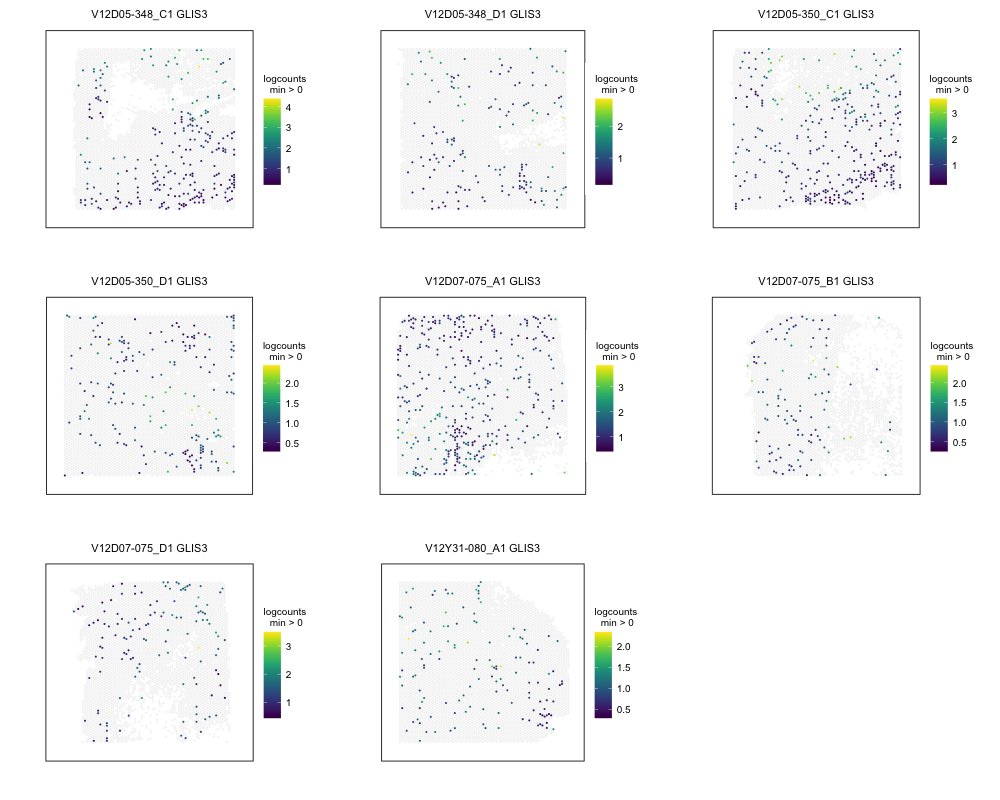 V12D05-348_C1 GLIS3
logcounts
min > 0
4
3
2
1
V12D05-348_D1 GLIS3
logcounts
min > 0
2
1
V12D05-350_C1 GLIS3
logcounts
min > 0
3
2
1
V12D05-350_D1 GLIS3
logcounts
min > 0
2.0
1.5
1.0
0.5
V12D07-075_A1 GLIS3
logcounts
min > 0
3
2
1
V12D07-075_B1 GLIS3
logcounts
min > 0
2.0
1.5
1.0
0.5
V12D07-075_D1 GLIS3
logcounts
min > 0
3
2
1
V12Y31-080_A1 GLIS3
logcounts
min > 0
2.0
1.5
1.0
0.5